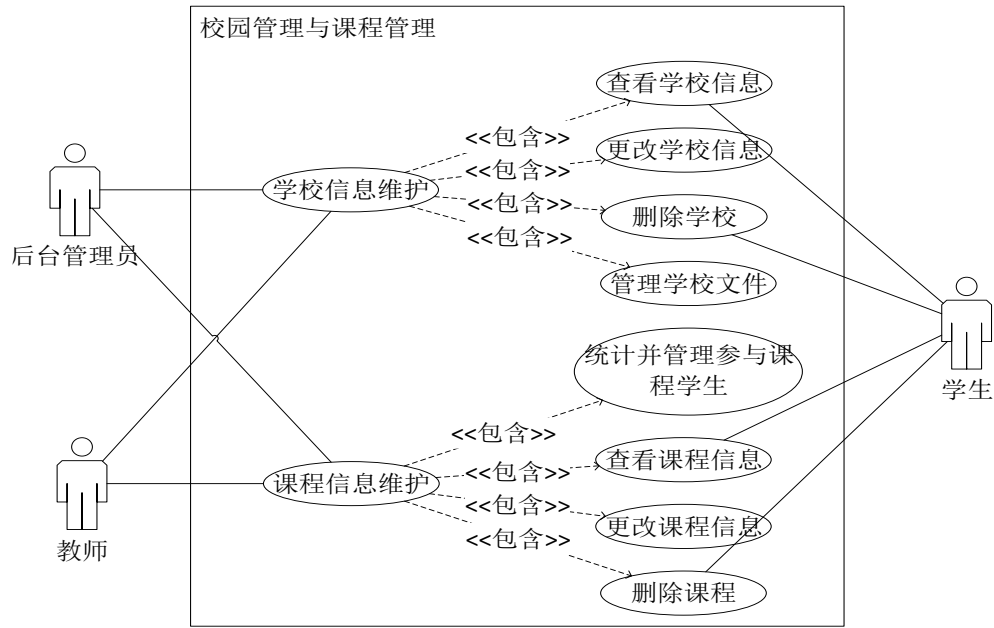 校园管理与课程管理
查看学校信息
<<包含>>
更改学校信息
<<包含>>
学校信息维护
<<包含>>
删除学校
<<包含>>
后台管理员
管理学校文件
统计并管理参与课
程学生
学生
<<包含>>
查看课程信息
<<包含>>
课程信息维护
<<包含>>
更改课程信息
<<包含>>
教师
删除课程